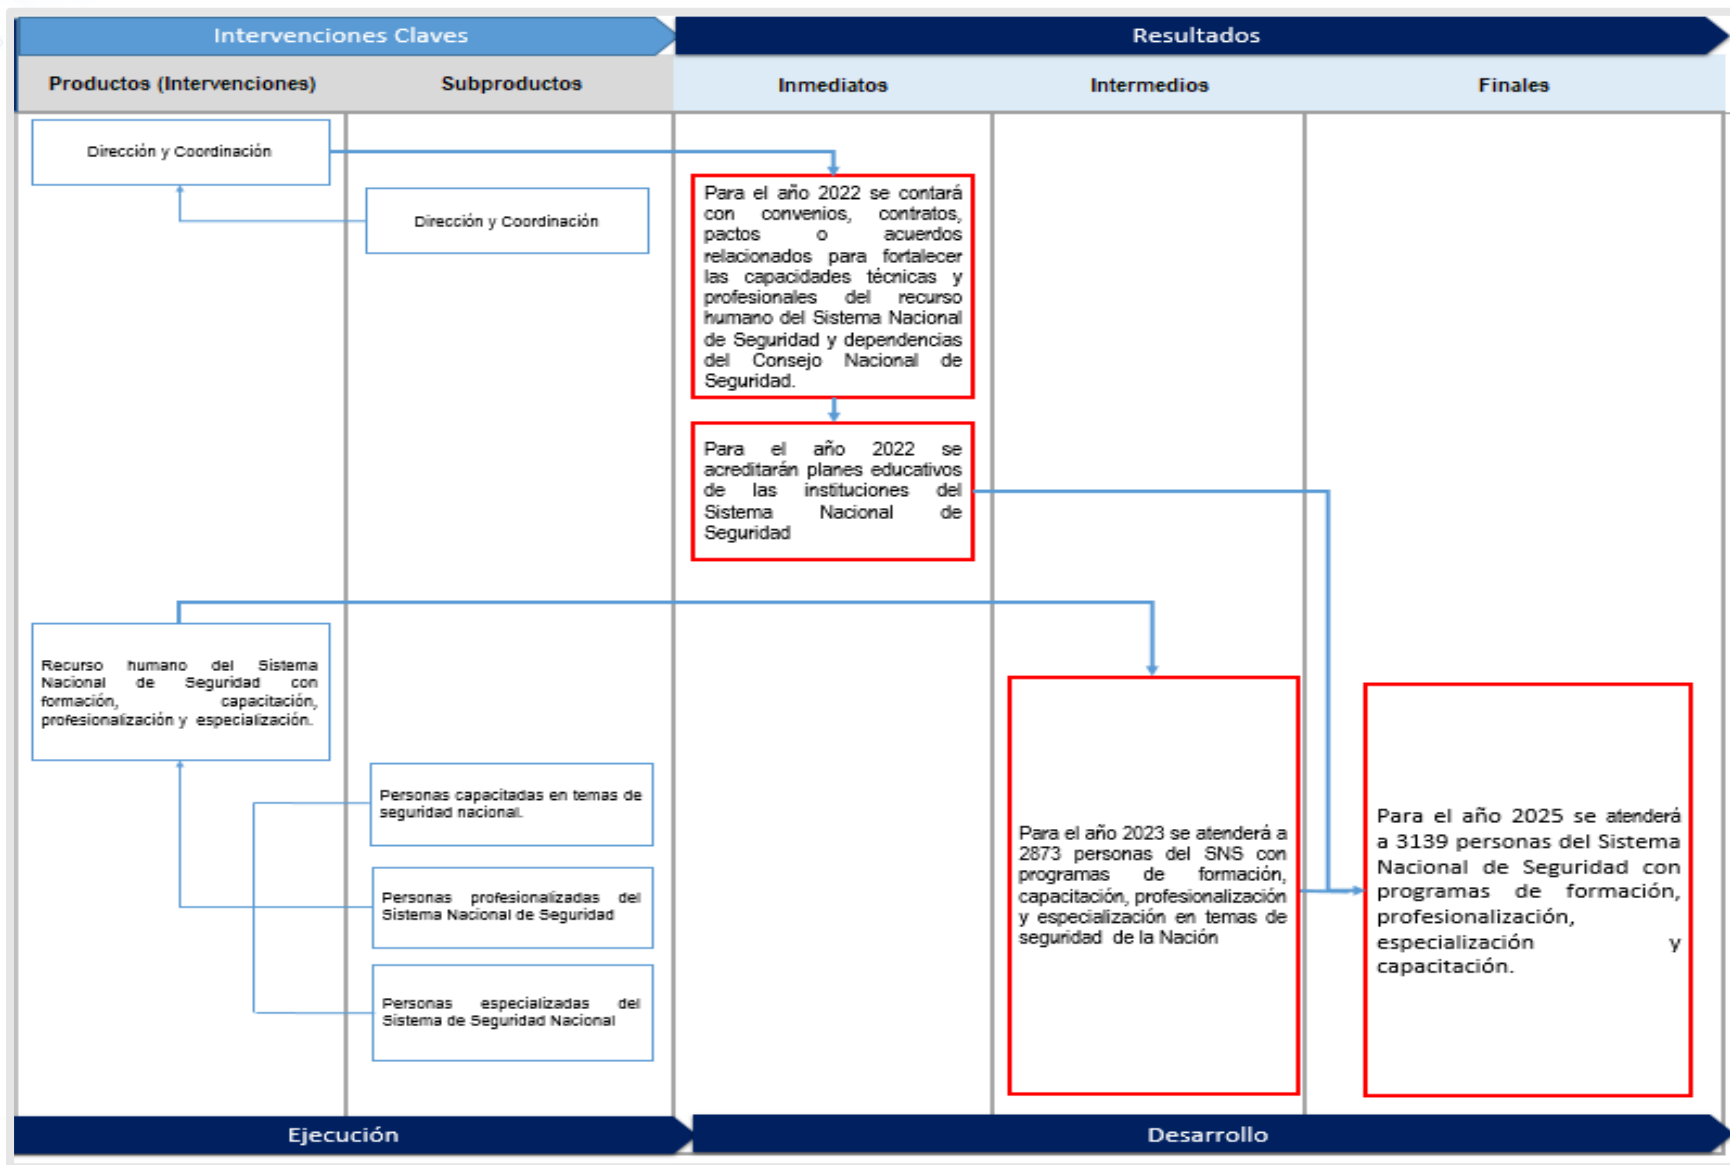 Intervenciones Claves
Resultados
Productos (Intervenciones)
Subproductos
Inmediatos
Intermedios
Finales
Dirección y Coordinación
Dirección y Coordinación
Para el año 2022 se contará
con convenios, contratos,
pactos o acuerdos
relacionados para fortalecer
las capacidades técnicas y
profesionales del recurso
humano del Sistema Nacional
de Seguridad y dependencias
del Consejo Nacional de
Seguridad.
Para el año 2022 se
acreditarán planes educativos
de las instituciones del
Sistema Nacional de
Seguridad
Recurso humano del Sistema
Nacional de Seguridad con
formación, capacitación,
profesionalización y especialización.
Personas capacitadas en temas de
seguridad nacional.
Personas profesionalizadas del
Sistema Nacional de Seguridad
Personas especializadas del
Sistema de Seguridad Nacional
Para el año 2023 se atenderá a
2873 personas del SNS con
programas de formación,
capacitación, profesionalización
y especialización en temas de
seguridad de la Nación
Para el año 2025 se atenderá
a 3139 personas del Sistema
Nacional de Seguridad con
programas de formación,
profesionalización,
especialización y
capacitación.
Ejecución
Desarrollo